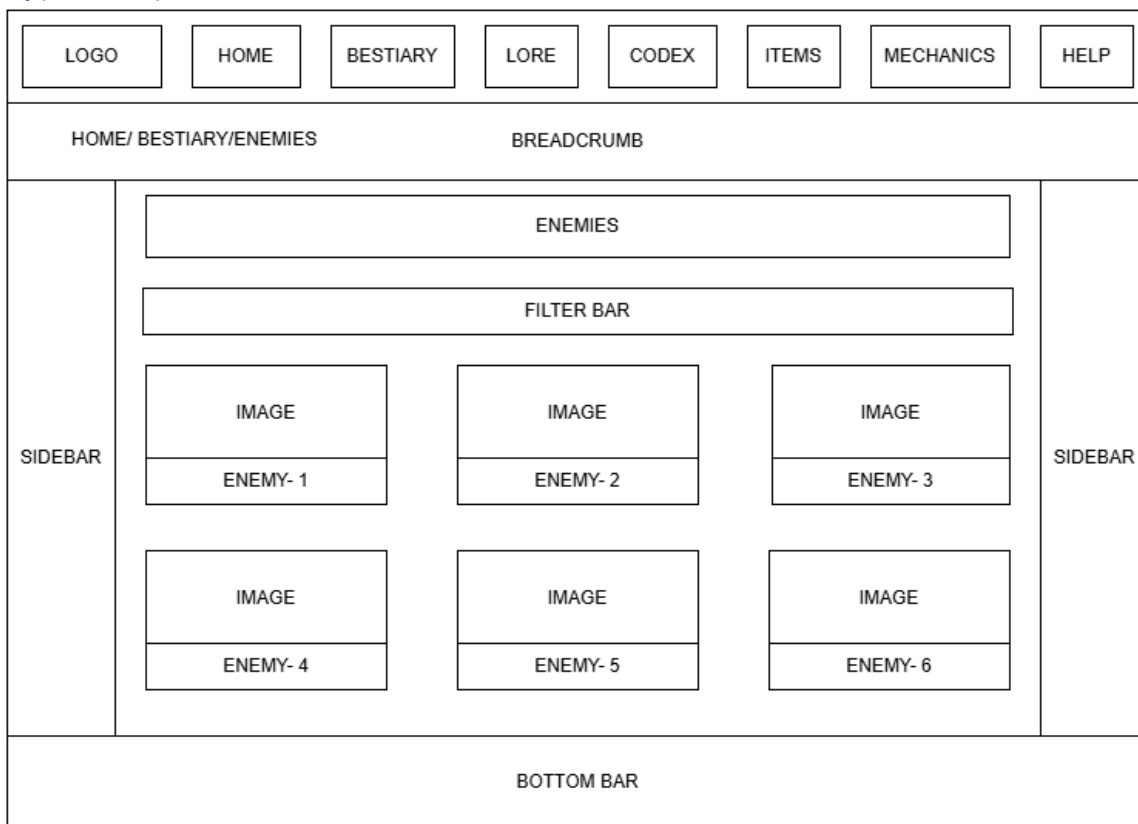 LOGO
HOME
BESTIARY
LORE
CODEX
ITEMS
MECHANICS
HELP
HOME/ BESTIARY/ENEMIES
BREADCRUMB
SIDEBAR
ENEMIES
FILTER BAR
IMAGE
ENEMY- 1
IMAGE
ENEMY- 2
IMAGE
ENEMY- 3
IMAGE
ENEMY- 4
IMAGE
ENEMY- 5
IMAGE
ENEMY- 6
SIDEBAR
BOTTOM BAR